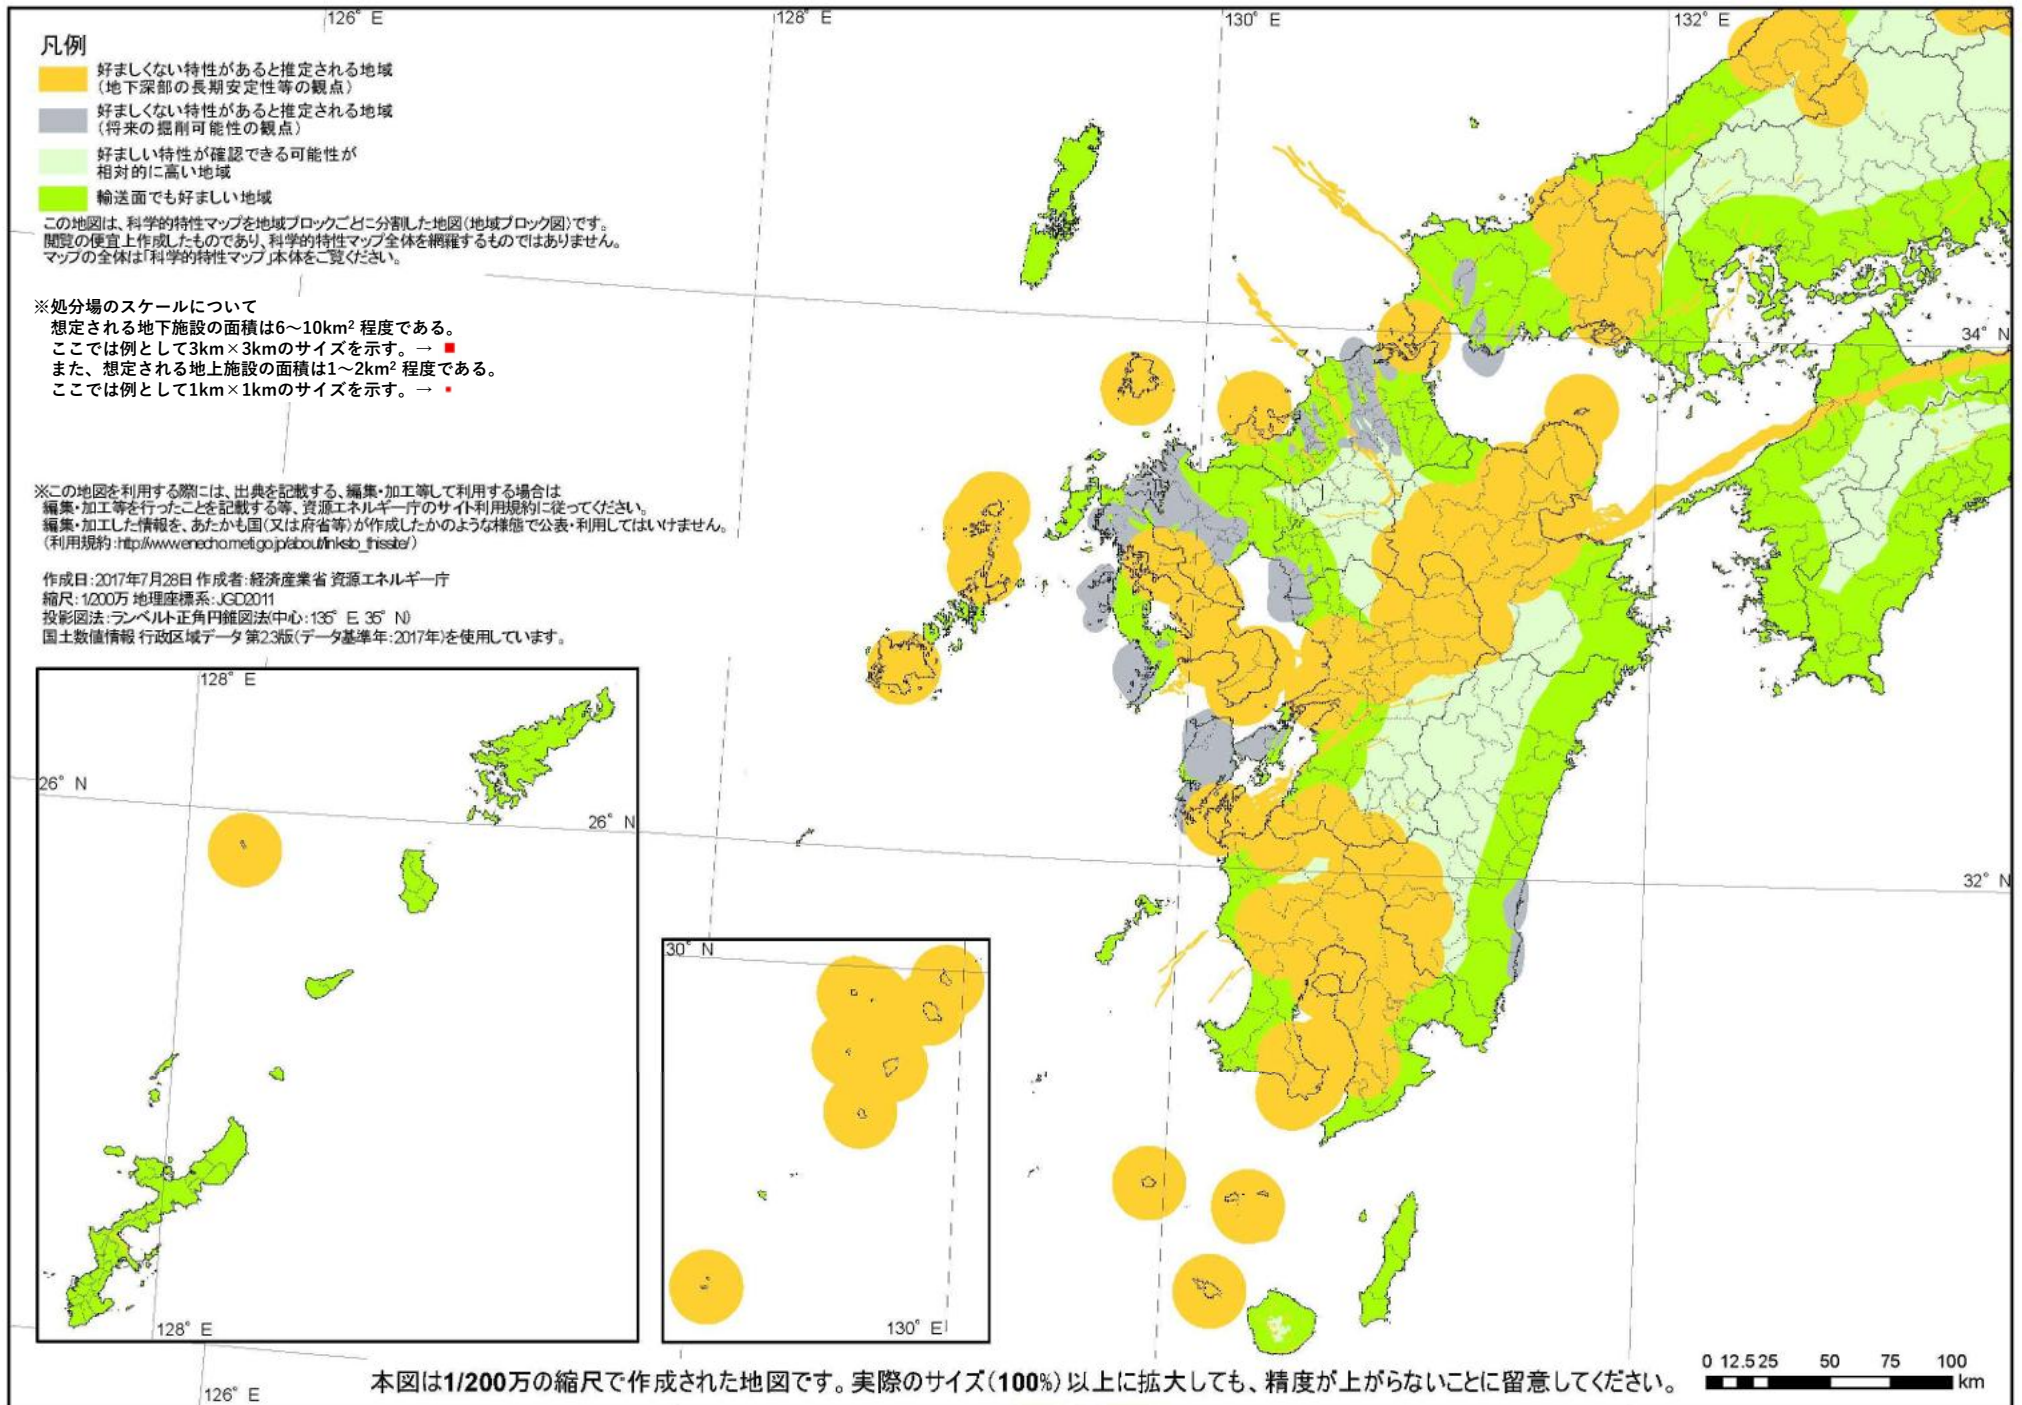 126° E
128° E
130° E
132° E
凡例
好ましくない特性があると推定される地域
（地下深部の長期安定性等の観点）
好ましくない特性があると推定される地域
（将来の掘削可能性の観点）
好ましい特性が確認できる可能性が
相対的に高い地域
輸送面でも好ましい地域
この地図は、科学的特性マップを地域ブロックごとに分割した地図（地域ブロック図）です。
閲覧の便宜上作成したものであり、科学的特性マップ全体を網羅するものではありません。
マップの全体は「科学的特性マップ」本体をご覧ください。
※処分場のスケールについて
想定される地下施設の面積は6～10km² 程度である。
ここでは例として3km×3kmのサイズを示す。→
また、想定される地上施設の面積は1～2km² 程度である。
ここでは例として1km×1kmのサイズを示す。→
34° N
※この地図を利用する際には、出典を記載する、編集・加工等して利用する場合は
編集・加工等を行ったことを記載する等、資源エネルギー庁のサイト利用規約に従ってください。
編集・加工した情報を、あたかも国（又は府省等）が作成したかのような様態で公表・利用してはいけません。
（利用規約：http://www.enecho.meti.go.jp/about/linksto_thissite/）
作成日：2017年7月28日 作成者：経済産業省 資源エネルギー庁
縮尺：1/200万 地理座標系：JGD2011
投影図法：ランベルト正角円錐図法（中心：135° E 35° N）
国土数値情報 行政区域データ 第2.3版（データ基準年：2017年）を使用しています。
128° E
26° N
26° N
32° N
30° N
128° E
130° E
126° E
本図は1/200万の縮尺で作成された地図です。実際のサイズ（100%）以上に拡大しても、精度が上がらないことに留意してください。
0 12.5 25 50 75 100
km